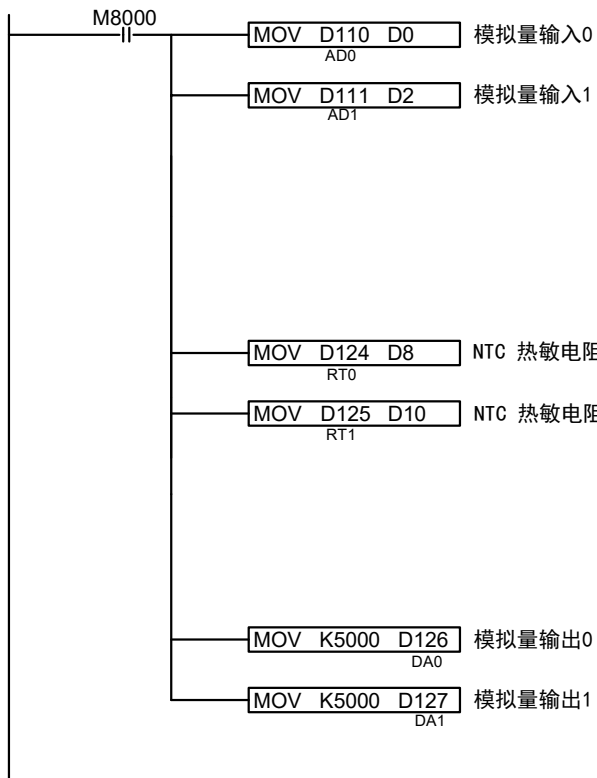 M8000
MOV D110 D0 模拟量输入0
AD0
MOV D111 D2 模拟量输入1
AD1
MOV D124 D8 NTC 热敏电阻
RT0
MOV D125 D10 NTC 热敏电阻
RT1
MOV K5000 D126 模拟量输出0
DA0
MOV K5000 D127 模拟量输出1
DA1